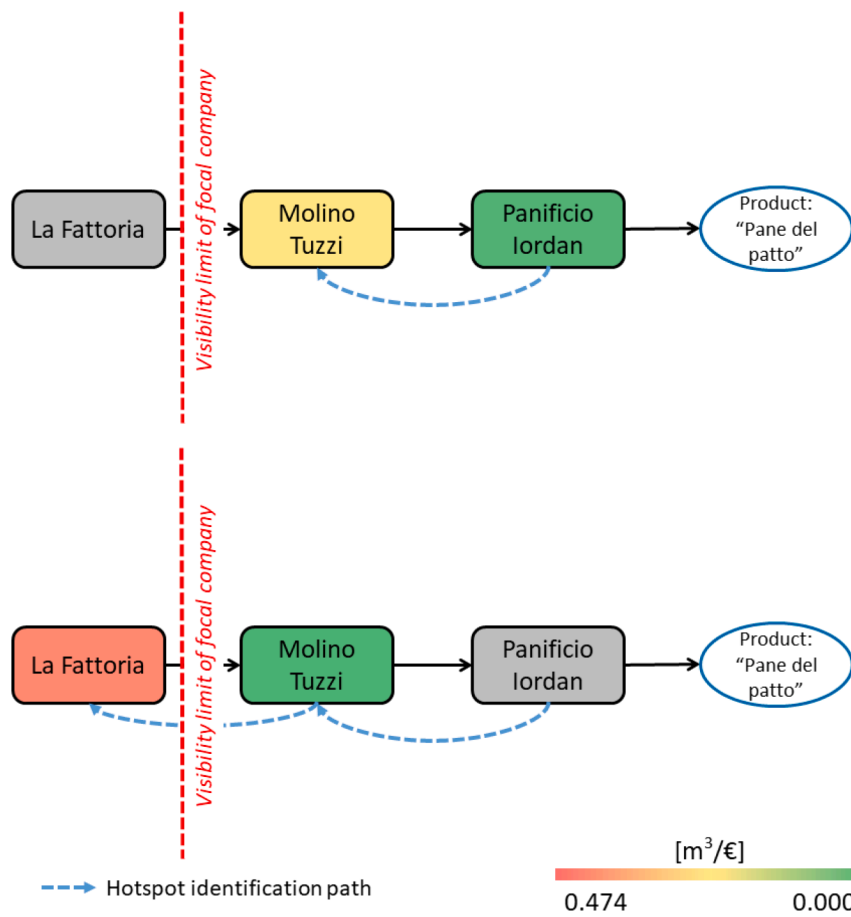 Visibility limit of focal company
La Fattoria
Molino
Tuzzi
Panificio
Iordan
Product:
“Pane del
patto”
Visibility limit of focal company
La Fattoria
Molino
Tuzzi
Panificio
Iordan
Product:
“Pane del
patto”
Hotspot identification path
[m³/€]
0.474
0.000